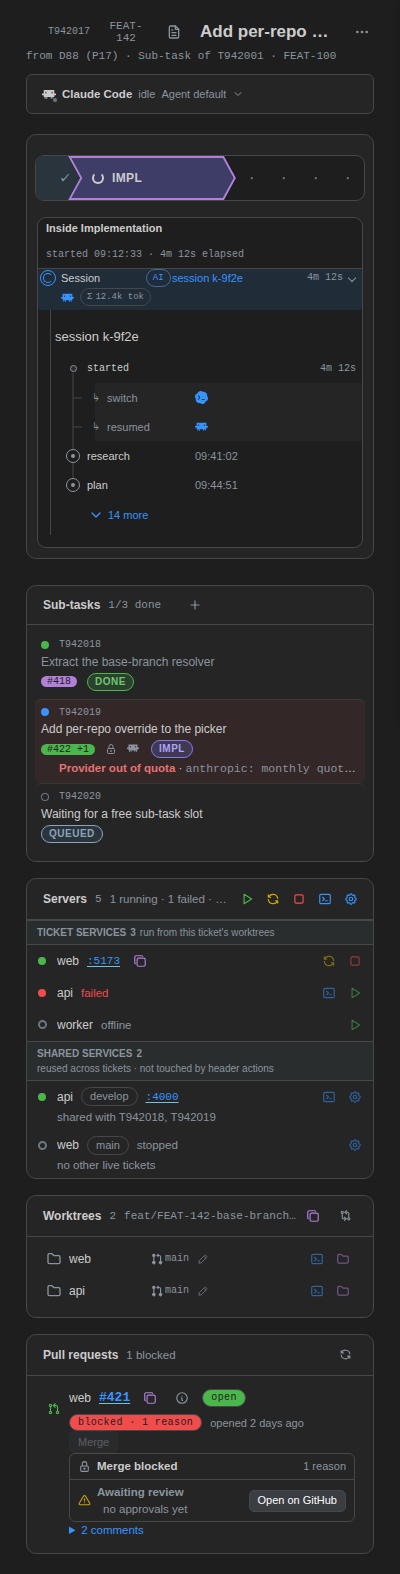 T942017 FEAT-142 Add per-repo …
from D88 (P17) · Sub-task of T942001 · FEAT-100
Claude Code idle Agent default
✓ IMPL
Inside Implementation
started 09:12:33 · 4m 12s elapsed
Session AI session k-9f2e 4m 12s
Σ 12.4k tok
session k-9f2e
started 4m 12s
↳ switch
↳ resumed
research 09:41:02
plan 09:44:51
14 more
Sub-tasks 1/3 done
T942018
Extract the base-branch resolver
#418 DONE
T942019
Add per-repo override to the picker
#422 +1 IMPL
Provider out of quota · anthropic: monthly quot…
T942020
Waiting for a free sub-task slot
QUEUED
Servers 5 1 running · 1 failed · …
TICKET SERVICES 3 run from this ticket's worktrees
web :5173
api failed
worker offline
SHARED SERVICES 2
reused across tickets · not touched by header actions
api develop :4000
shared with T942018, T942019
web main stopped
no other live tickets
Worktrees 2 feat/FEAT-142-base-branch…
web main
api main
Pull requests 1 blocked
web #421 open
blocked · 1 reason opened 2 days ago
Merge
Merge blocked 1 reason
Awaiting review
no approvals yet
Open on GitHub
▶ 2 comments